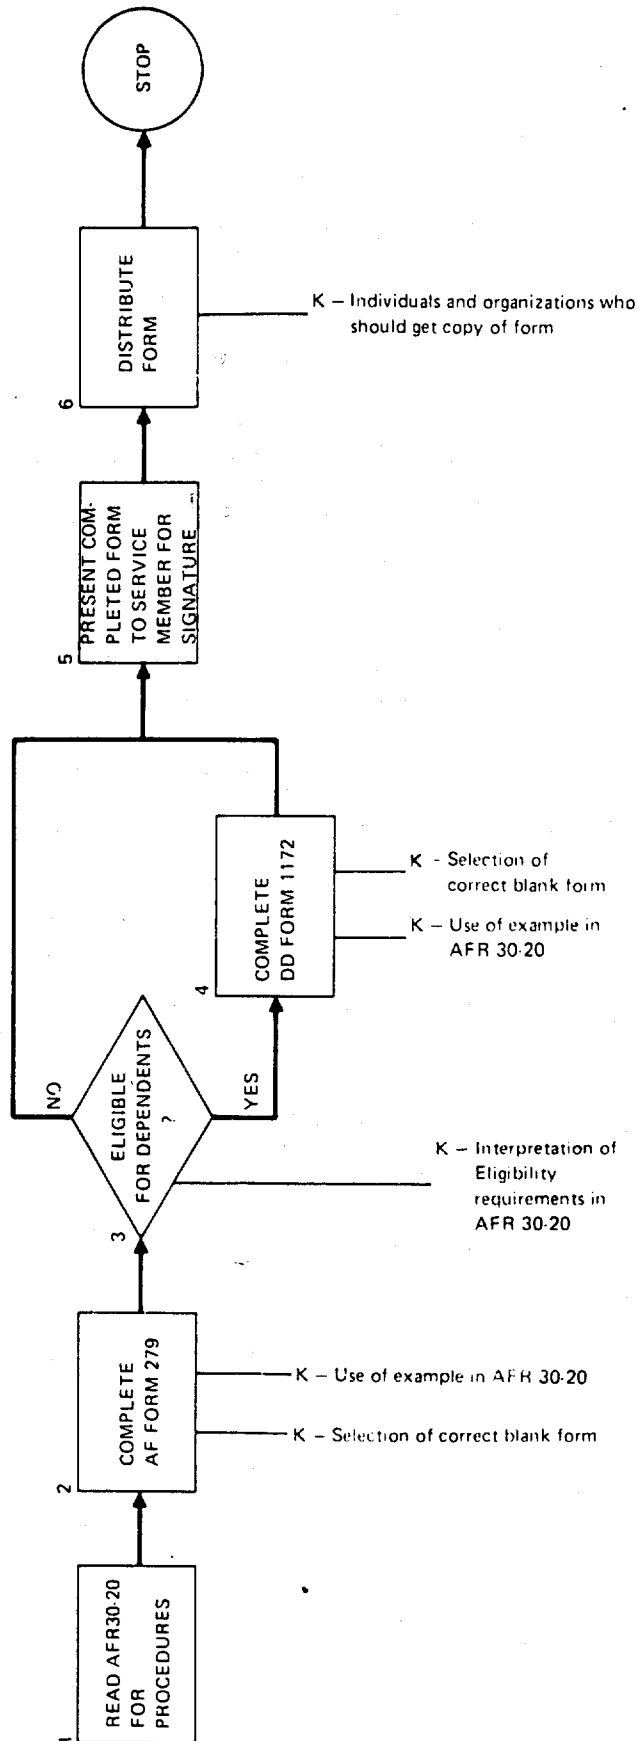 1
READ AFR30-20
FOR
PROCEDURES
2
COMPLETE
AF FORM 279
K – Use of example in AFR 30-20
K – Selection of correct blank form
3
ELIGIBLE
FOR DEPENDENTS
?
NO
YES
K – Interpretation of
Eligibility
requirements in
AFR 30-20
4
COMPLETE
DD FORM 1172
K - Selection of
correct blank form
K – Use of example in
AFR 30-20
5
PRESENT COM-
PLETED FORM
TO SERVICE
MEMBER FOR
SIGNATURE
6
DISTRIBUTE
FORM
K – Individuals and organizations who
should get copy of form
STOP